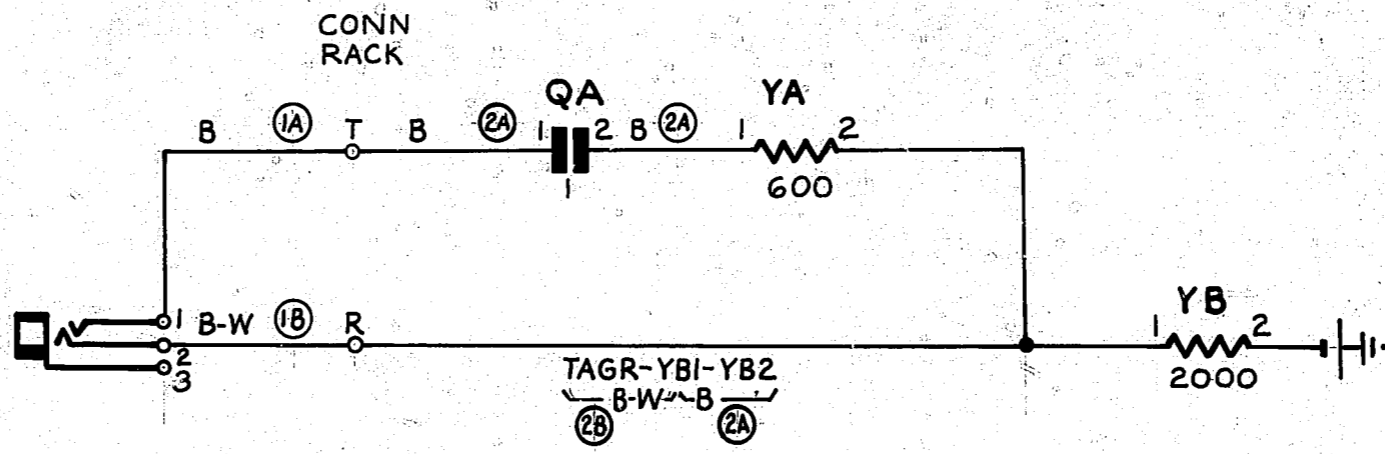 CONN
RACK
QA
YA
B 1A T B 2A 1 2 B 2A 1 2
1
600
1 B-W 1B R
2
3
YB
1 2
2000
TAGR-YB1-YB2
B-W B
2B 2A